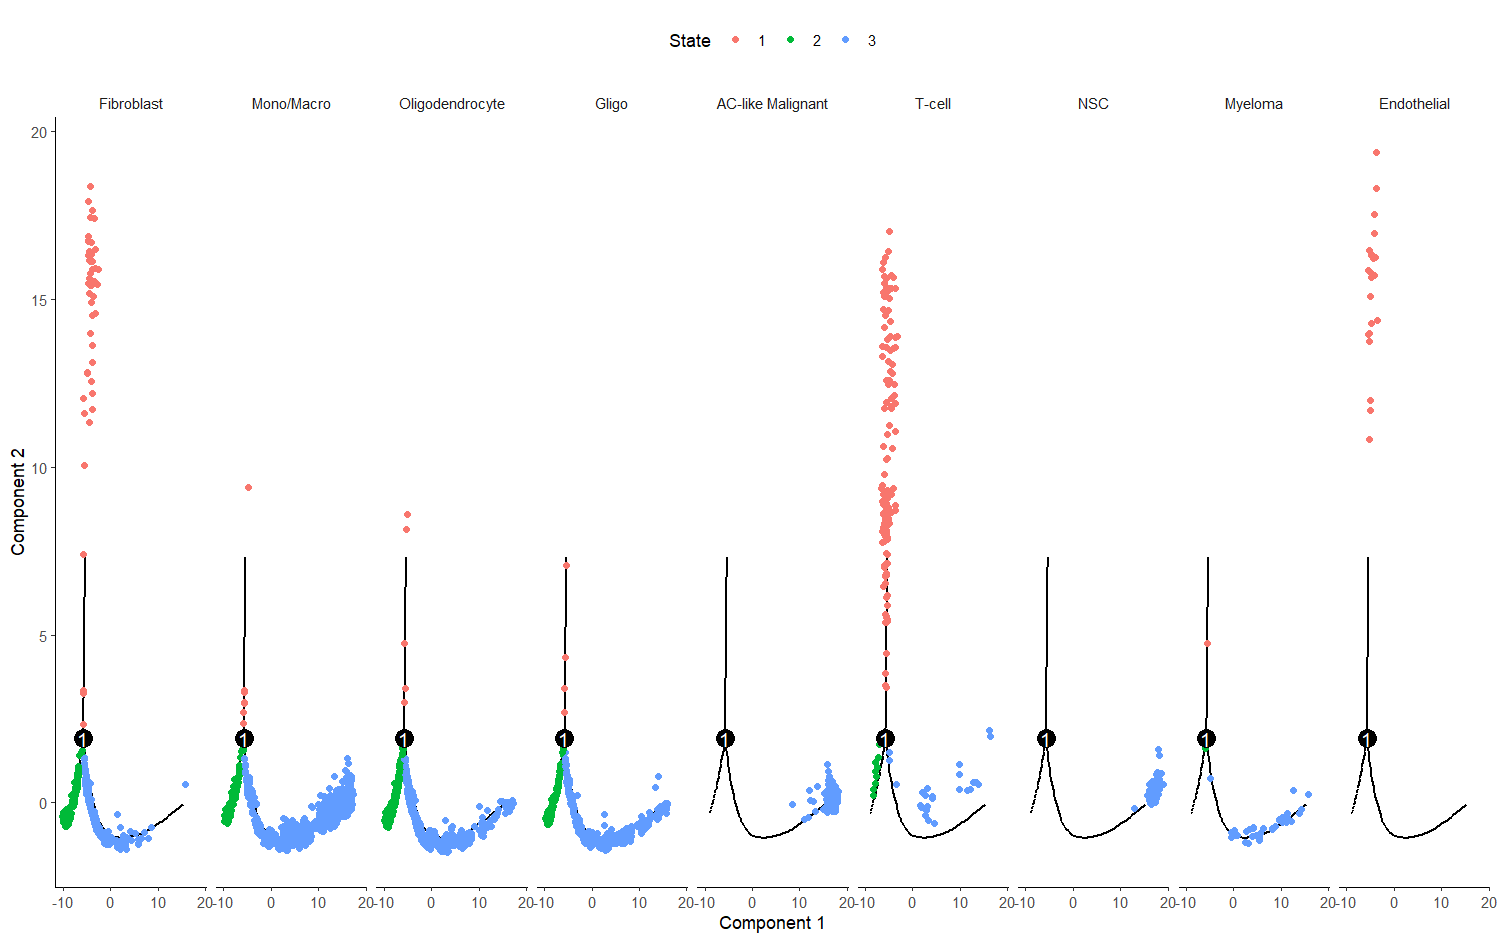 State 1 2 3
Fibroblast Mono/Macro Oligodendrocyte Gligo AC-like Malignant T-cell NSC Myeloma Endothelial
20
15
10
5
0
Component 2
1 1 1 1 1 1 1 1 1
-10 0 10 20 -10 0 10 20 -10 0 10 20 -10 0 10 20 -10 0 10 20 -10 0 10 20 -10 0 10 20 -10 0 10 20 -10 0 10 20
Component 1